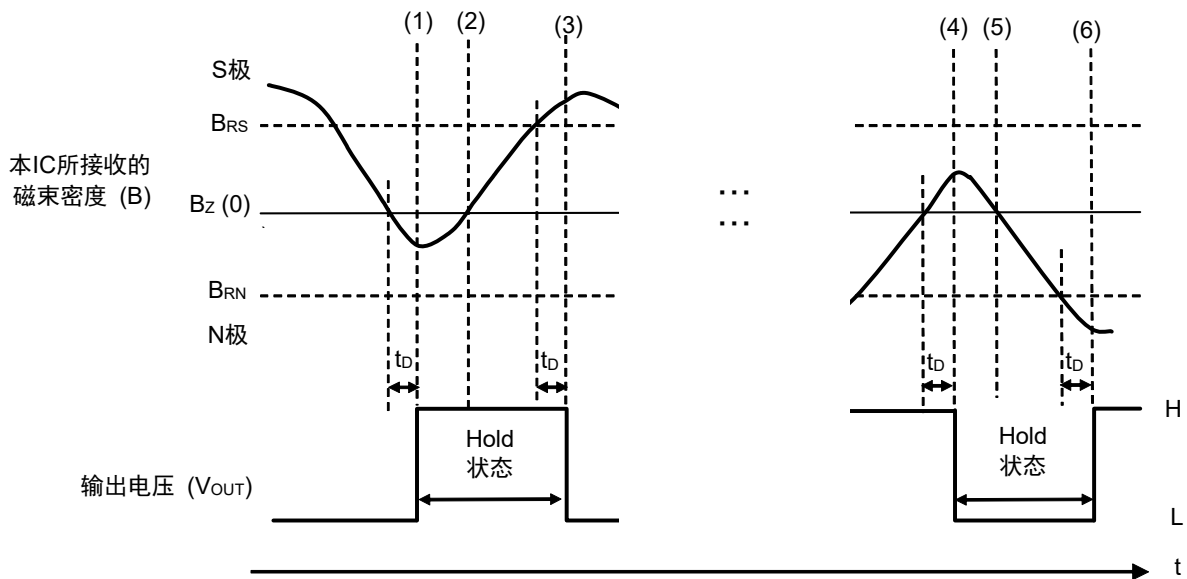 (1) (2) (3) (4) (5) (6)
S极
BRS
本IC所接收的
磁束密度 (B)
BZ (0)
...
...
BRN
N极
tD tD tD tD
H
Hold
状态
Hold
状态
输出电压 (VOUT)
L
t